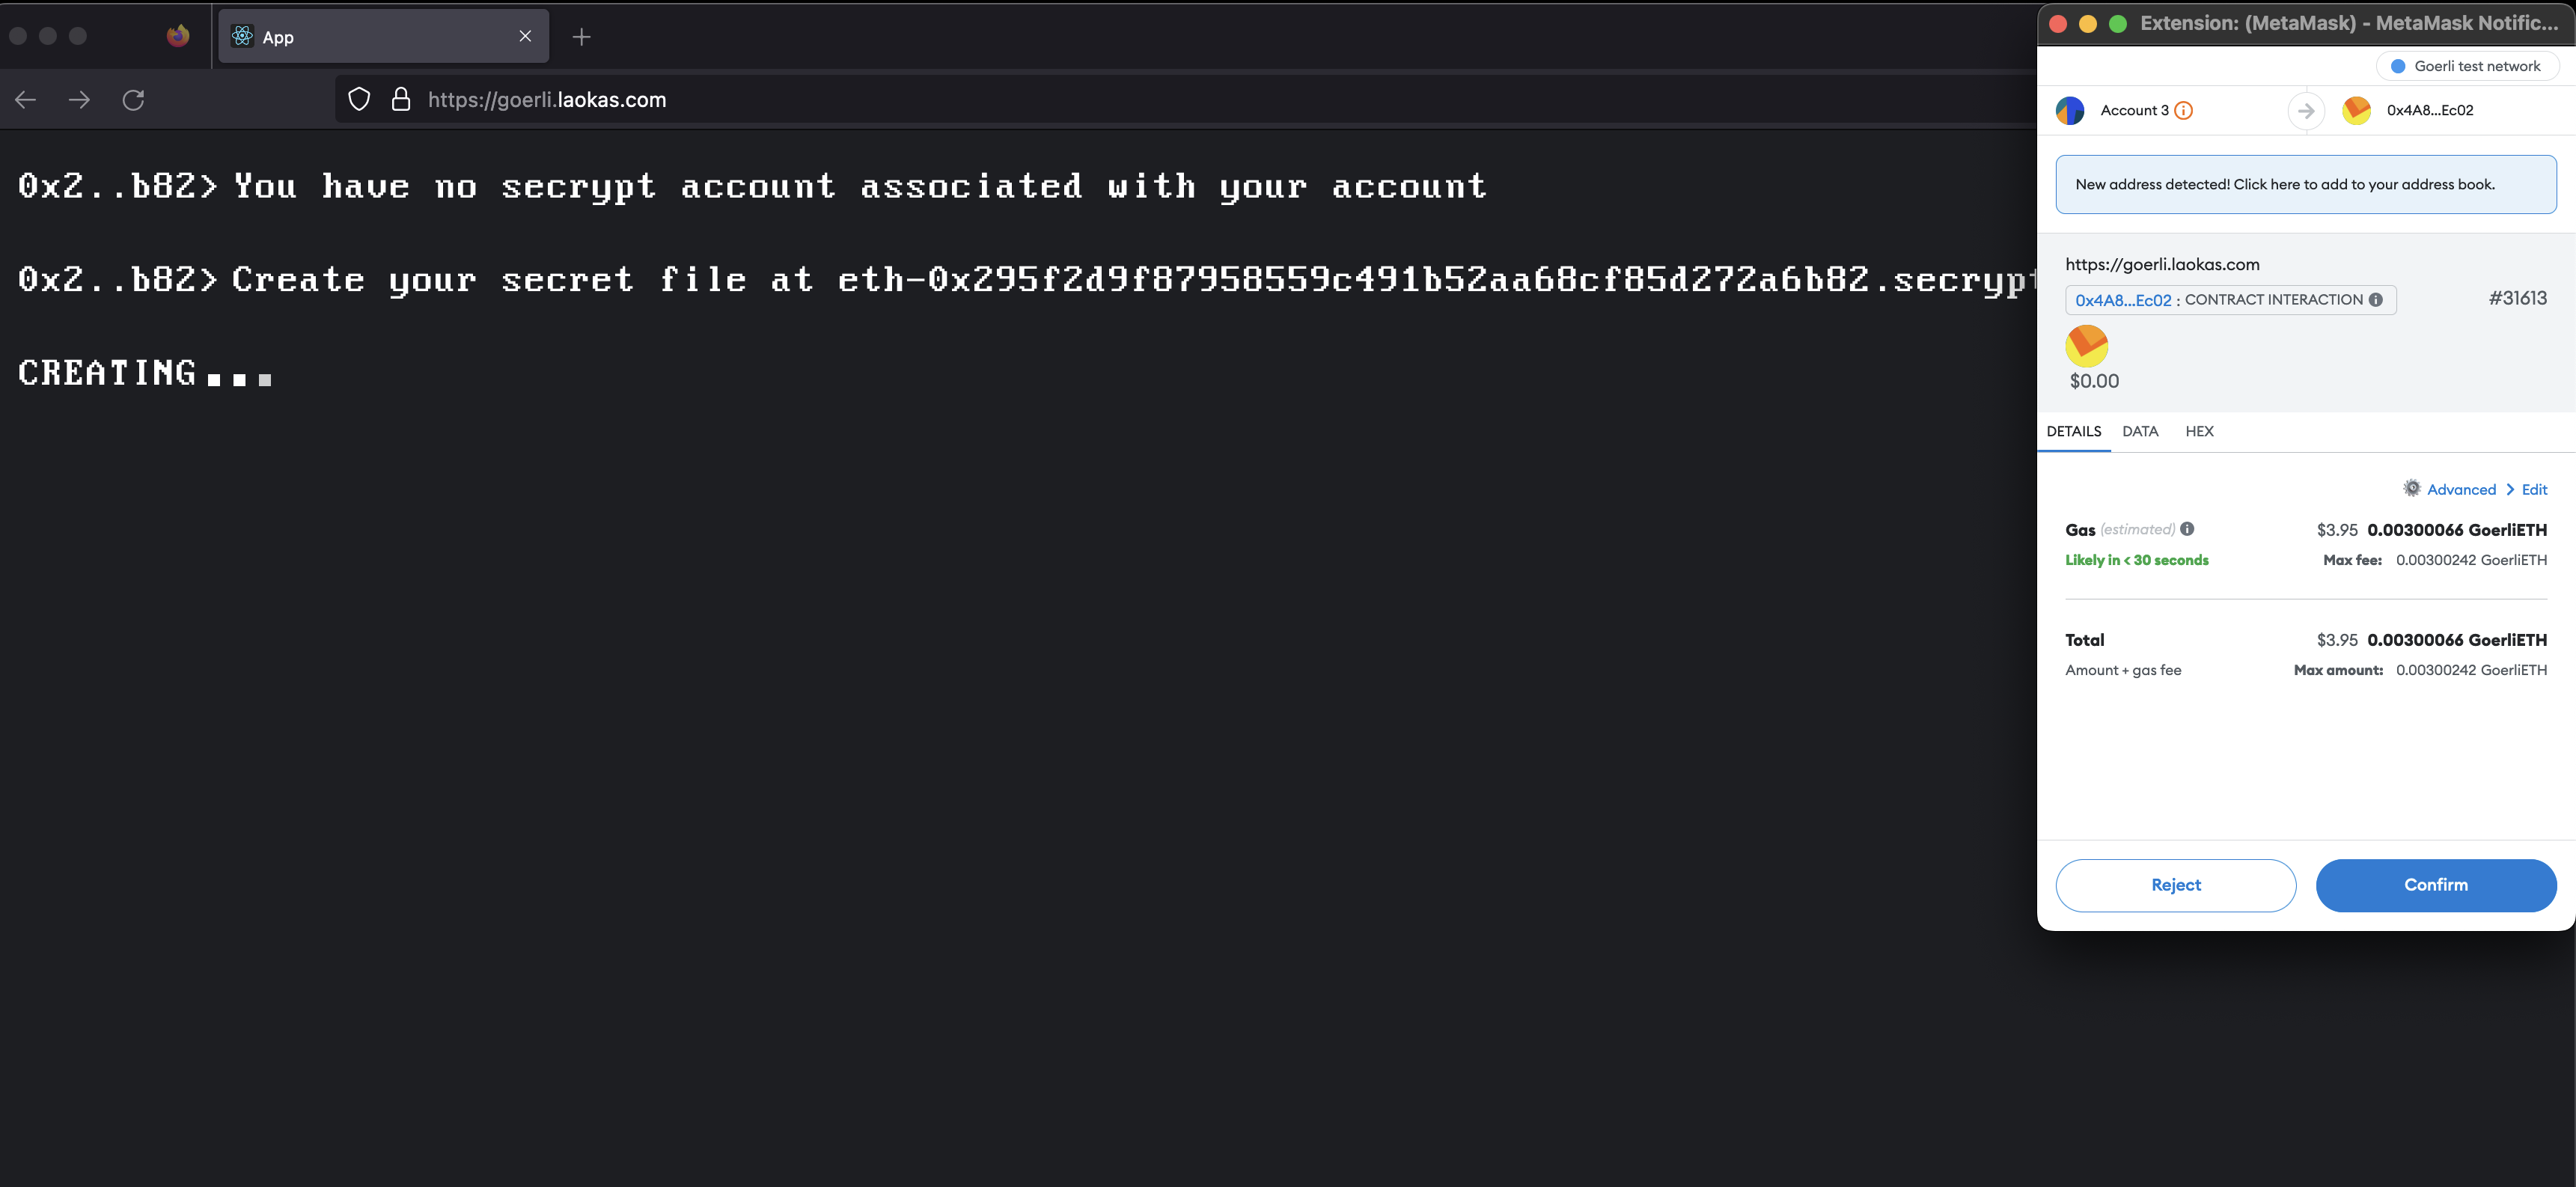 App
https://goerli.laokas.com
0x2..b82> You have no secrypt account associated with your account
0x2..b82> Create your secret file at eth-0x295f2d9f87958559c491b52aa68cf85d272a6b82.secrypt
CREATING...
Extension: (MetaMask) - MetaMask Notific...
Goerli test network
Account 3
0x4A8...Ec02
New address detected! Click here to add to your address book.
https://goerli.laokas.com
0x4A8...Ec02 : CONTRACT INTERACTION
#31613
$0.00
DETAILS DATA HEX
Advanced > Edit
Gas (estimated) $3.95 0.00300066 GoerliETH
Likely in < 30 seconds Max fee: 0.00300242 GoerliETH
Total $3.95 0.00300066 GoerliETH
Amount + gas fee Max amount: 0.00300242 GoerliETH
Reject Confirm